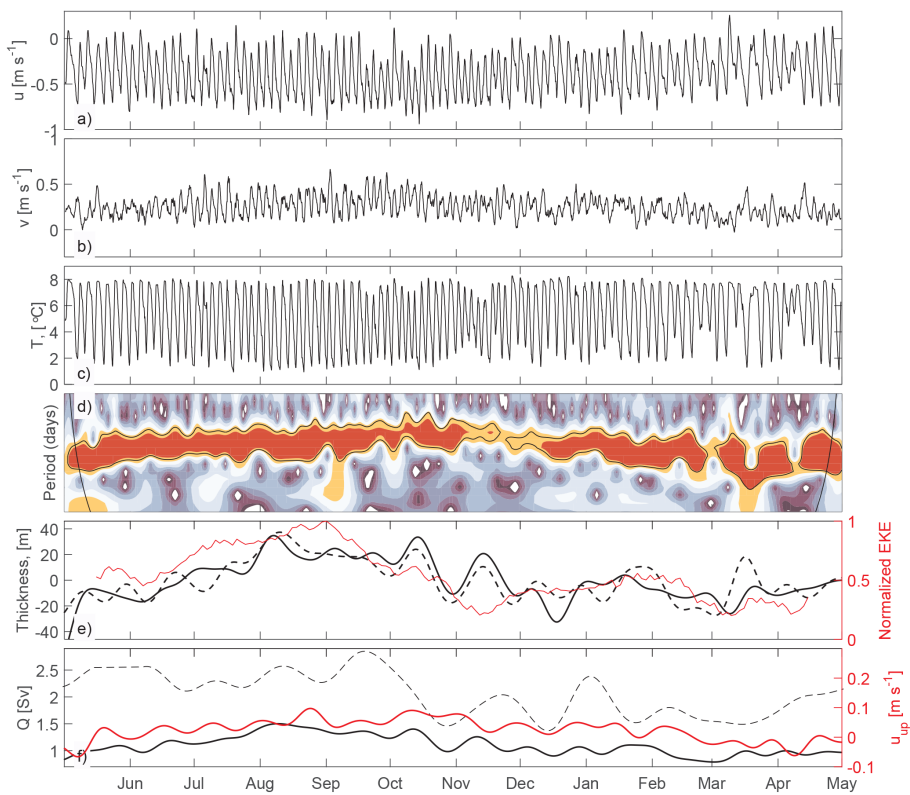 0
-0.5
-1
u [m s⁻¹]
a)
0.5
0
v [m s⁻¹]
b)
8
6
4
2
0
T, [°C]
c)
Period (days)
d)
40
20
0
-20
-40
Thickness, [m]
e)
1
0.5
0
Normalized EKE
2.5
2
1.5
1
Q [Sv]
f)
0.2
0.1
0
-0.1
u_up [m s⁻¹]
Jun Jul Aug Sep Oct Nov Dec Jan Feb Mar Apr May